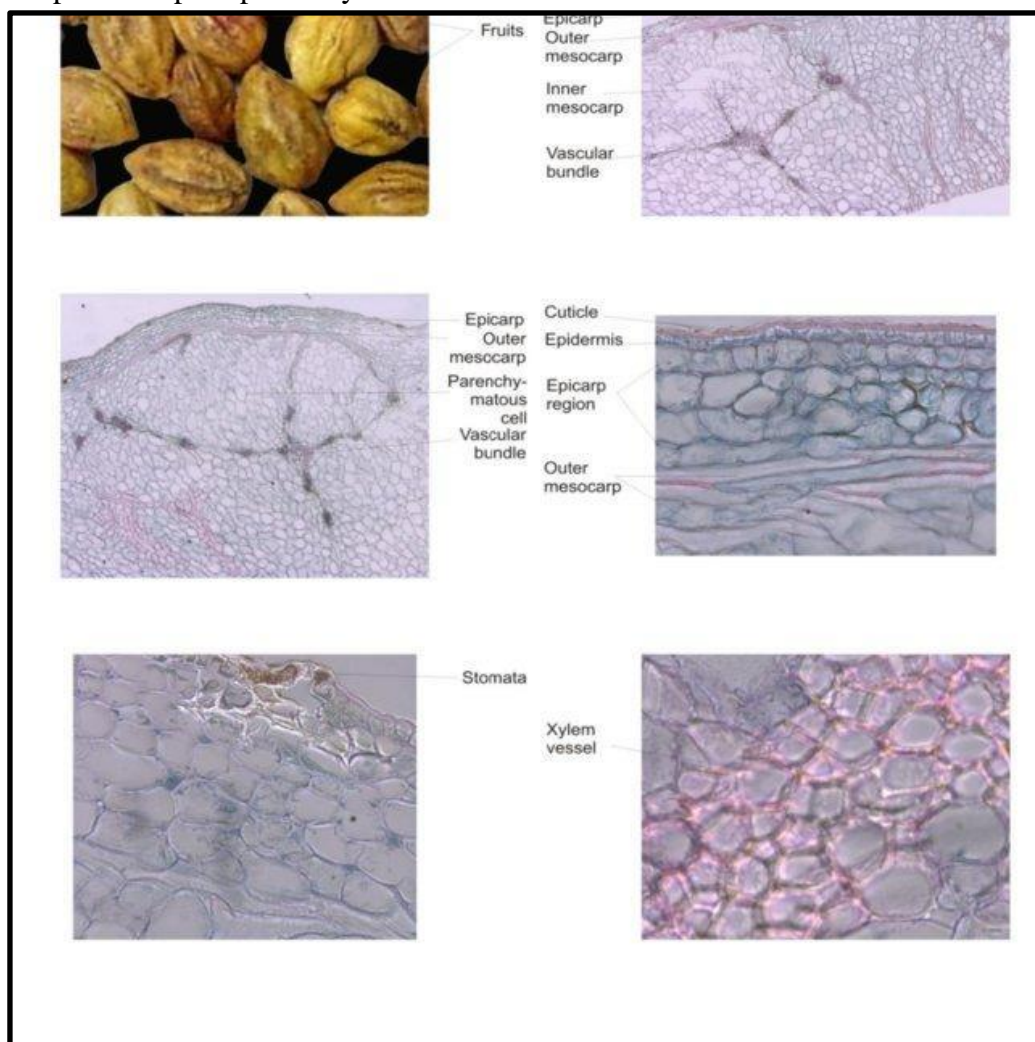 Fruits
Epicarp
Outer
mesocarp
Inner
mesocarp
Vascular
bundle
Epicarp
Outer
mesocarp
Parenchy-
matous
cell
Vascular
bundle
Cuticle
Epidermis
Epicarp
region
Outer
mesocarp
Stomata
Xylem
vessel